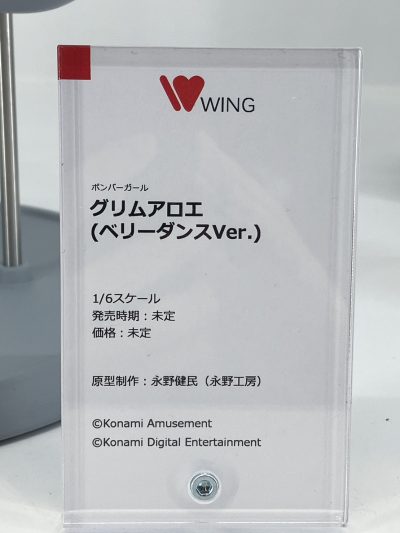 WING
ボンバーガール
グリムアロエ
(ベリーダンスVer.)
1/6スケール
発売時期：未定
価格：未定
原型制作：永野健民（永野工房）
©Konami Amusement
©Konami Digital Entertainment